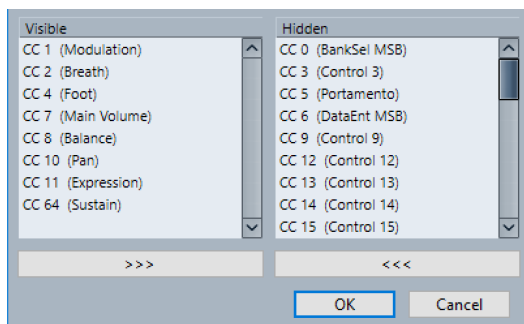 Visible
CC 1 (Modulation)
CC 2 (Breath)
CC 4 (Foot)
CC 7 (Main Volume)
CC 8 (Balance)
CC 10 (Pan)
CC 11 (Expression)
CC 64 (Sustain)
>>>
Hidden
CC 0 (BankSel MSB)
CC 3 (Control 3)
CC 5 (Portamento)
CC 6 (DataEnt MSB)
CC 9 (Control 9)
CC 12 (Control 12)
CC 13 (Control 13)
CC 14 (Control 14)
CC 15 (Control 15)
<<<
OK
Cancel